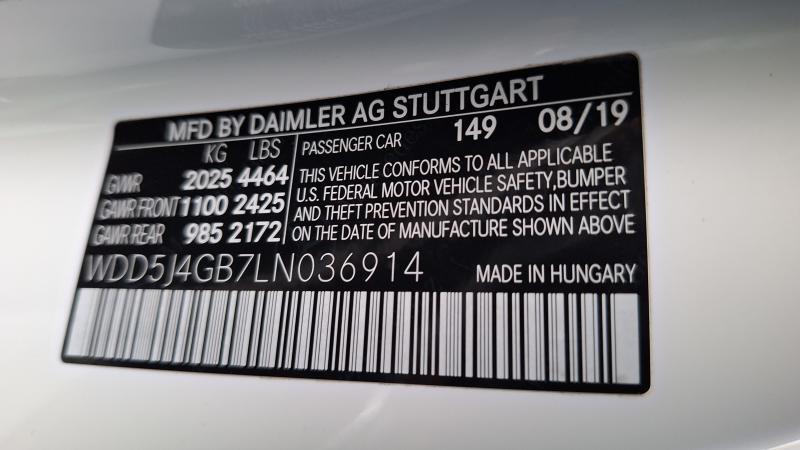 MFD BY DAIMLER AG STUTTGART
KG LBS
GVWR 2025 4464
GAWR FRONT 1100 2425
GAWR REAR 985 2172
PASSENGER CAR 149 08/19
THIS VEHICLE CONFORMS TO ALL APPLICABLE
U.S. FEDERAL MOTOR VEHICLE SAFETY,BUMPER
AND THEFT PREVENTION STANDARDS IN EFFECT
ON THE DATE OF MANUFACTURE SHOWN ABOVE
WDD5J4GB7LN036914
MADE IN HUNGARY